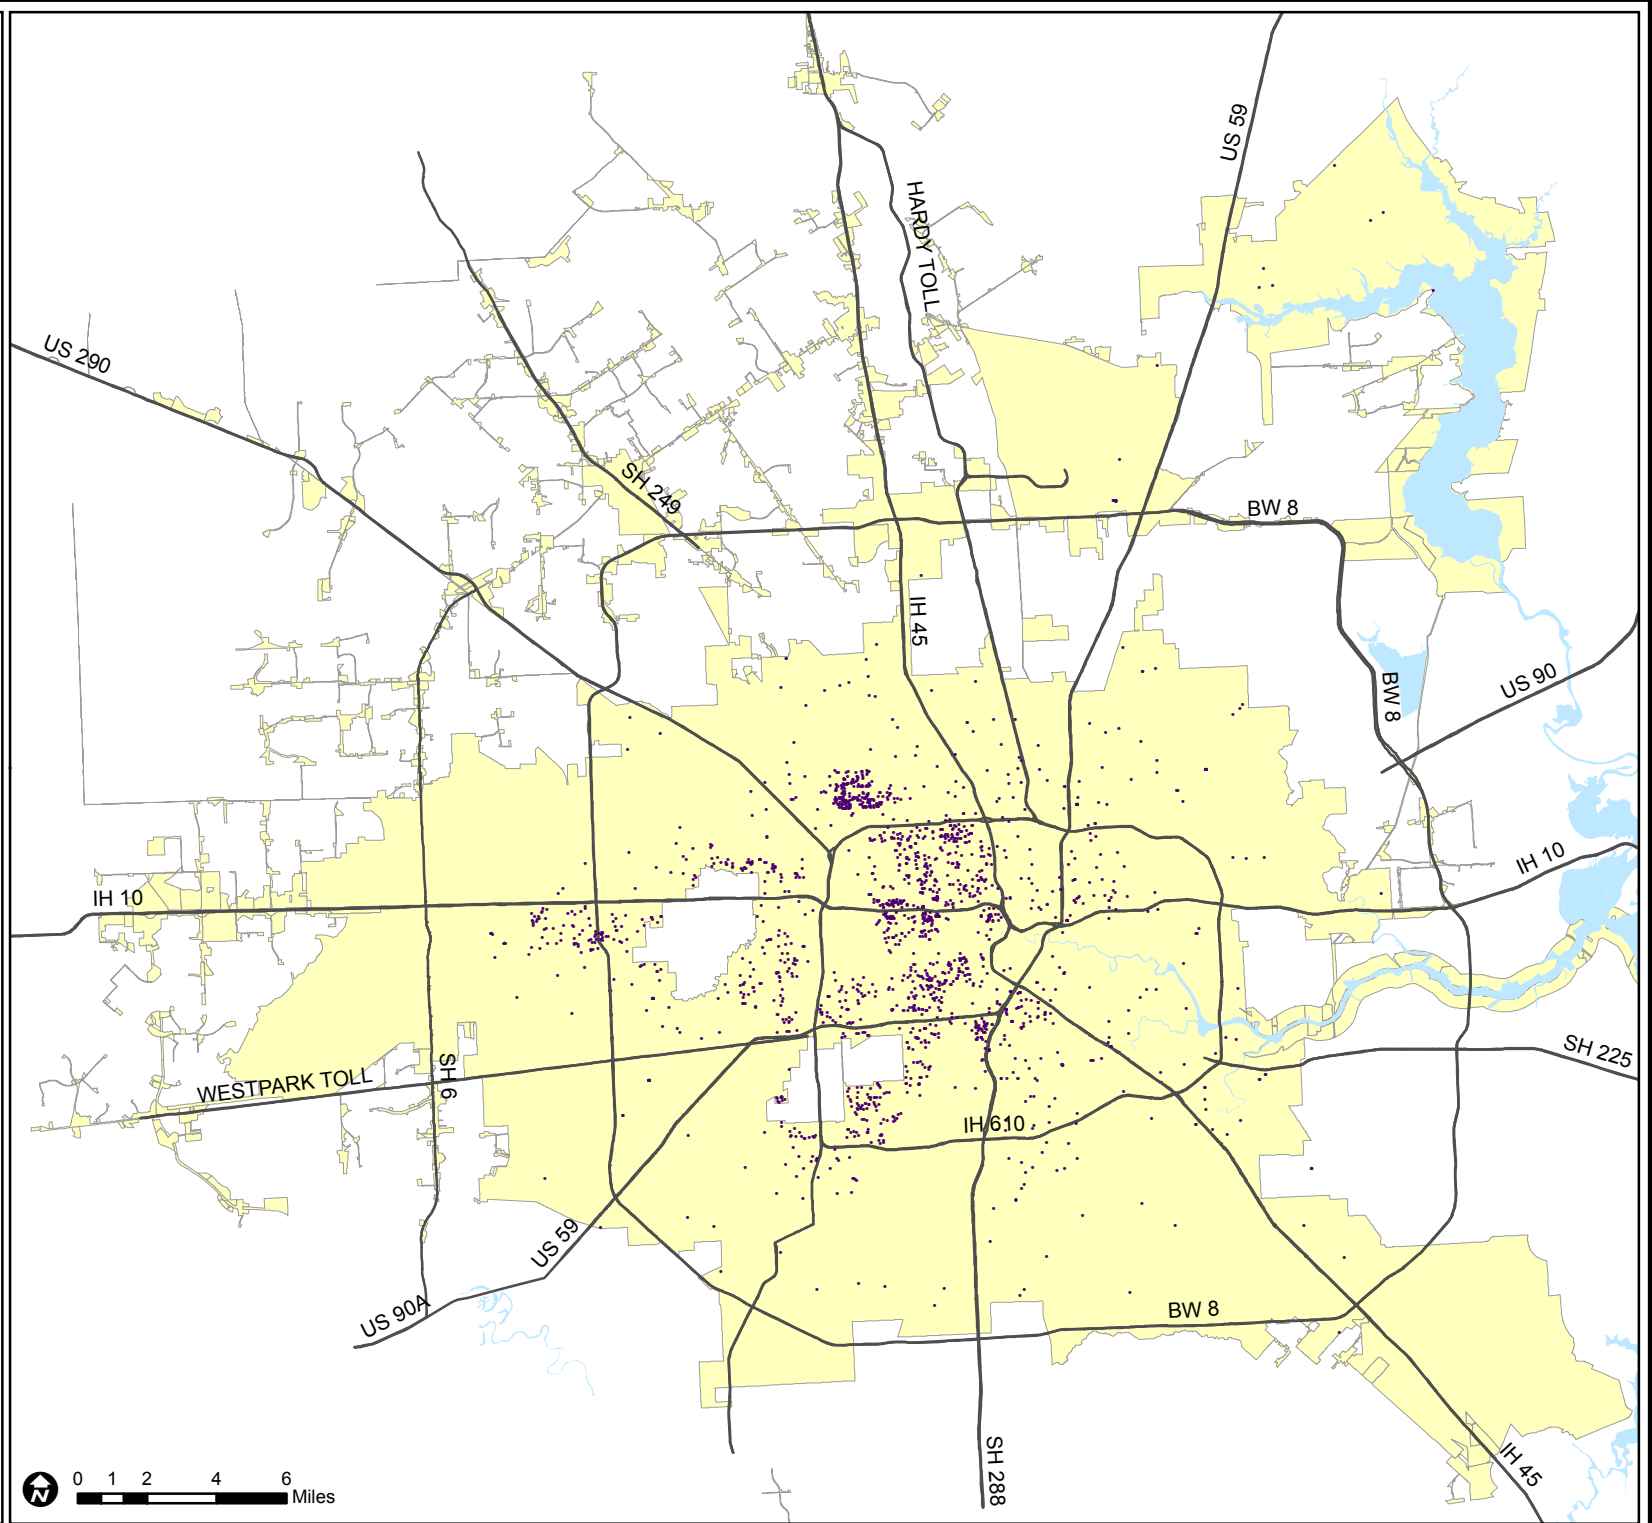 US 59
HARDY TOLL
US 290
SH 249
BW 8
IH 45
US 90
BW 8
IH 10
IH 10
SH 225
SH 6
WESTPARK TOLL
IH 610
US 59
US 90A
BW 8
SH 288
IH 45
N
0 1 2 4 6
Miles